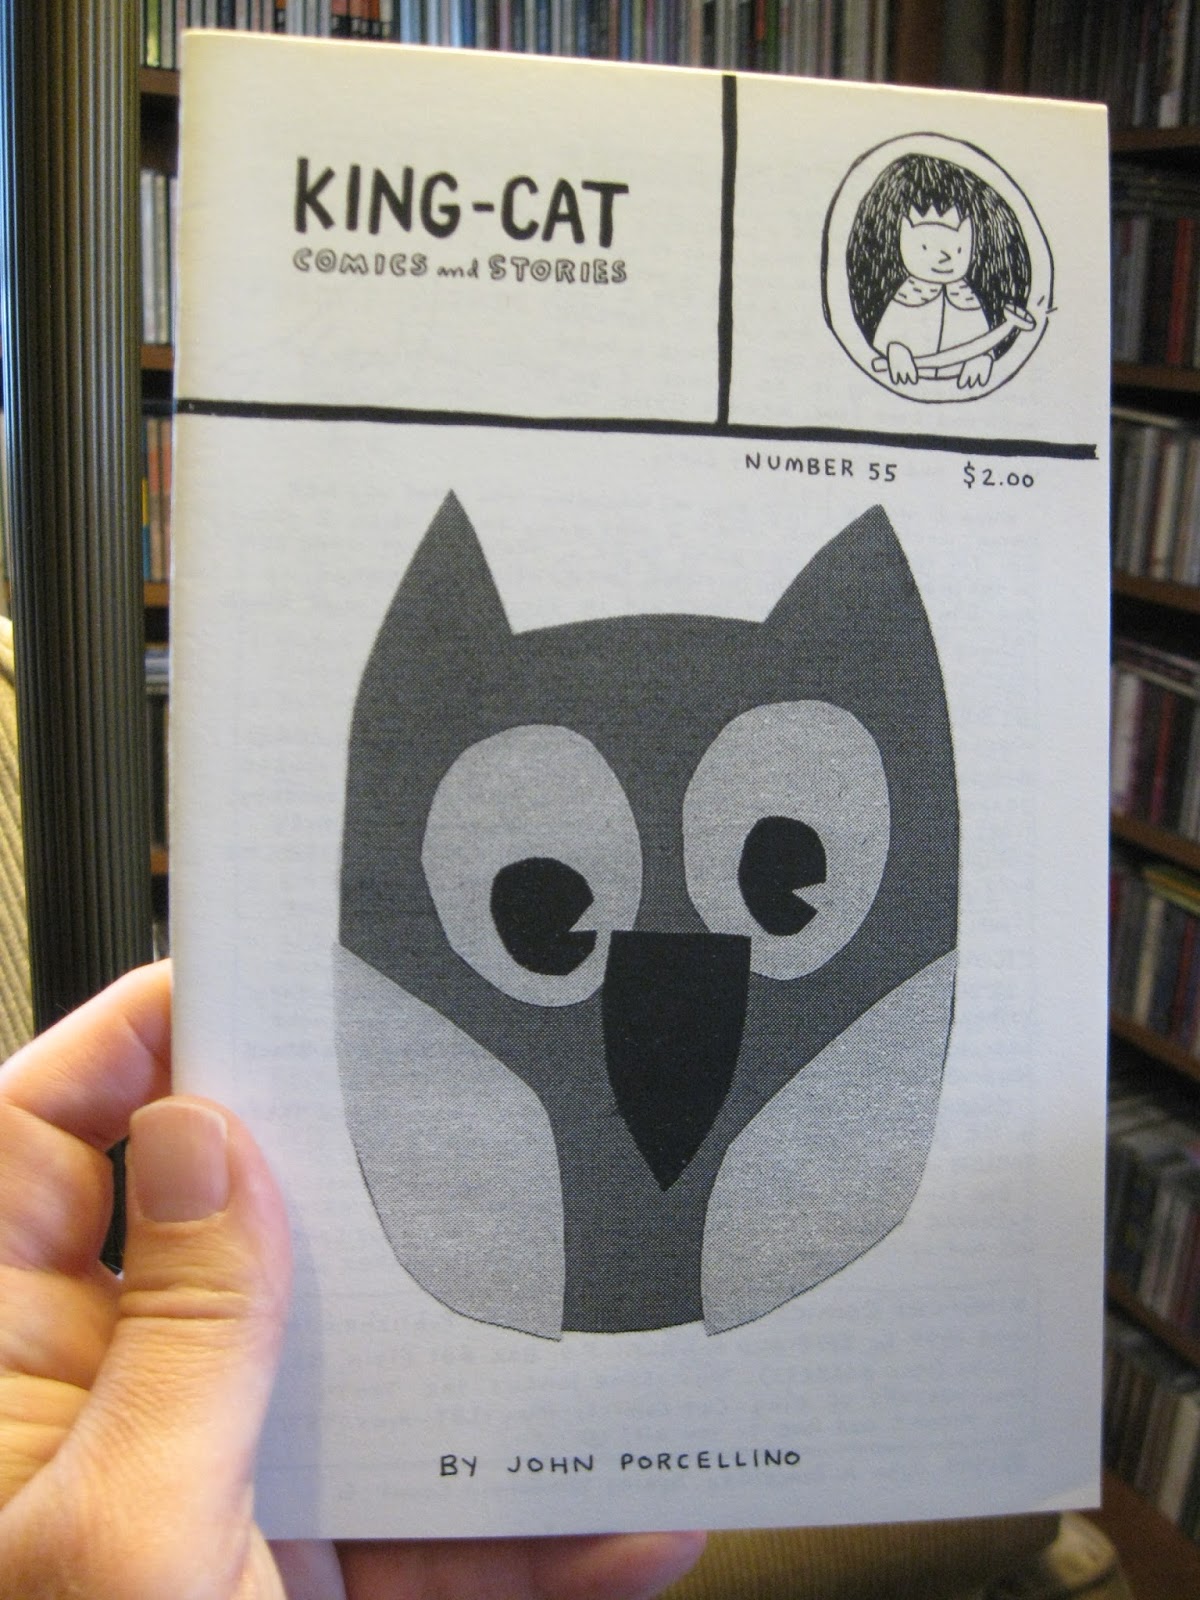 KING-CAT
COMICS and STORIES
NUMBER 55 $2.00
BY JOHN PORCELLINO